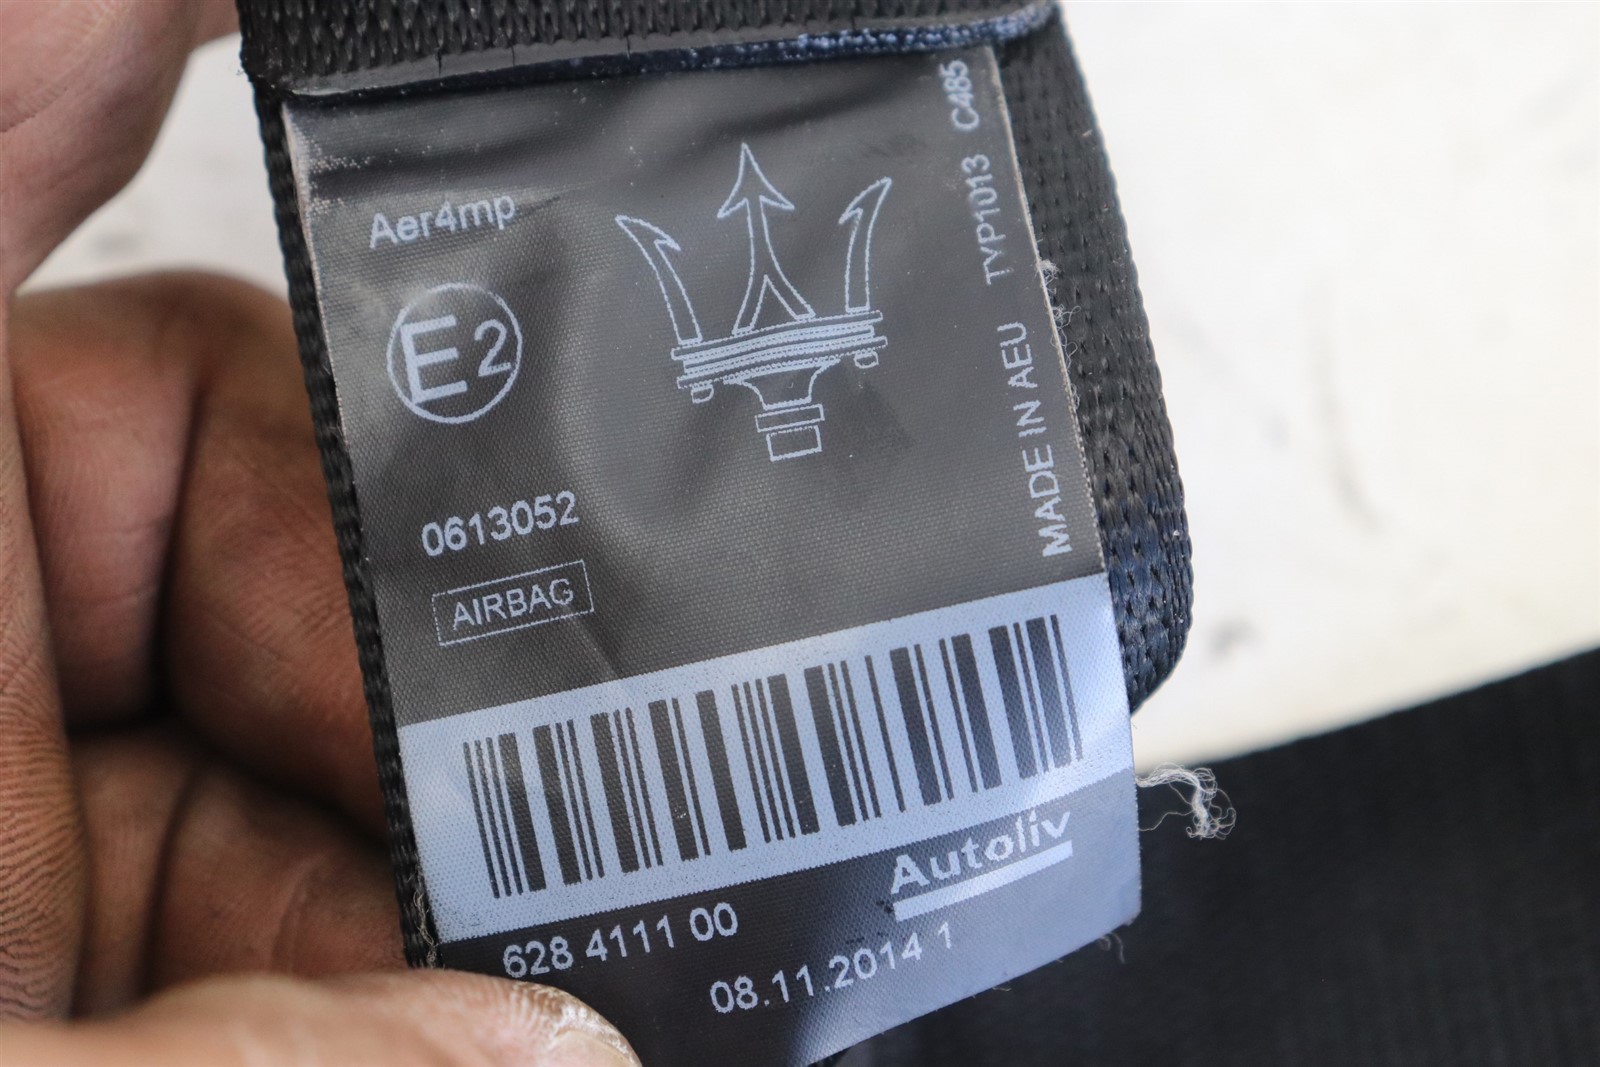 Aer4mp
E2
0613052
AIRBAG
MADE IN AEU TYP1013 C485
Autoliv
628 4111 00
08.11.2014 1